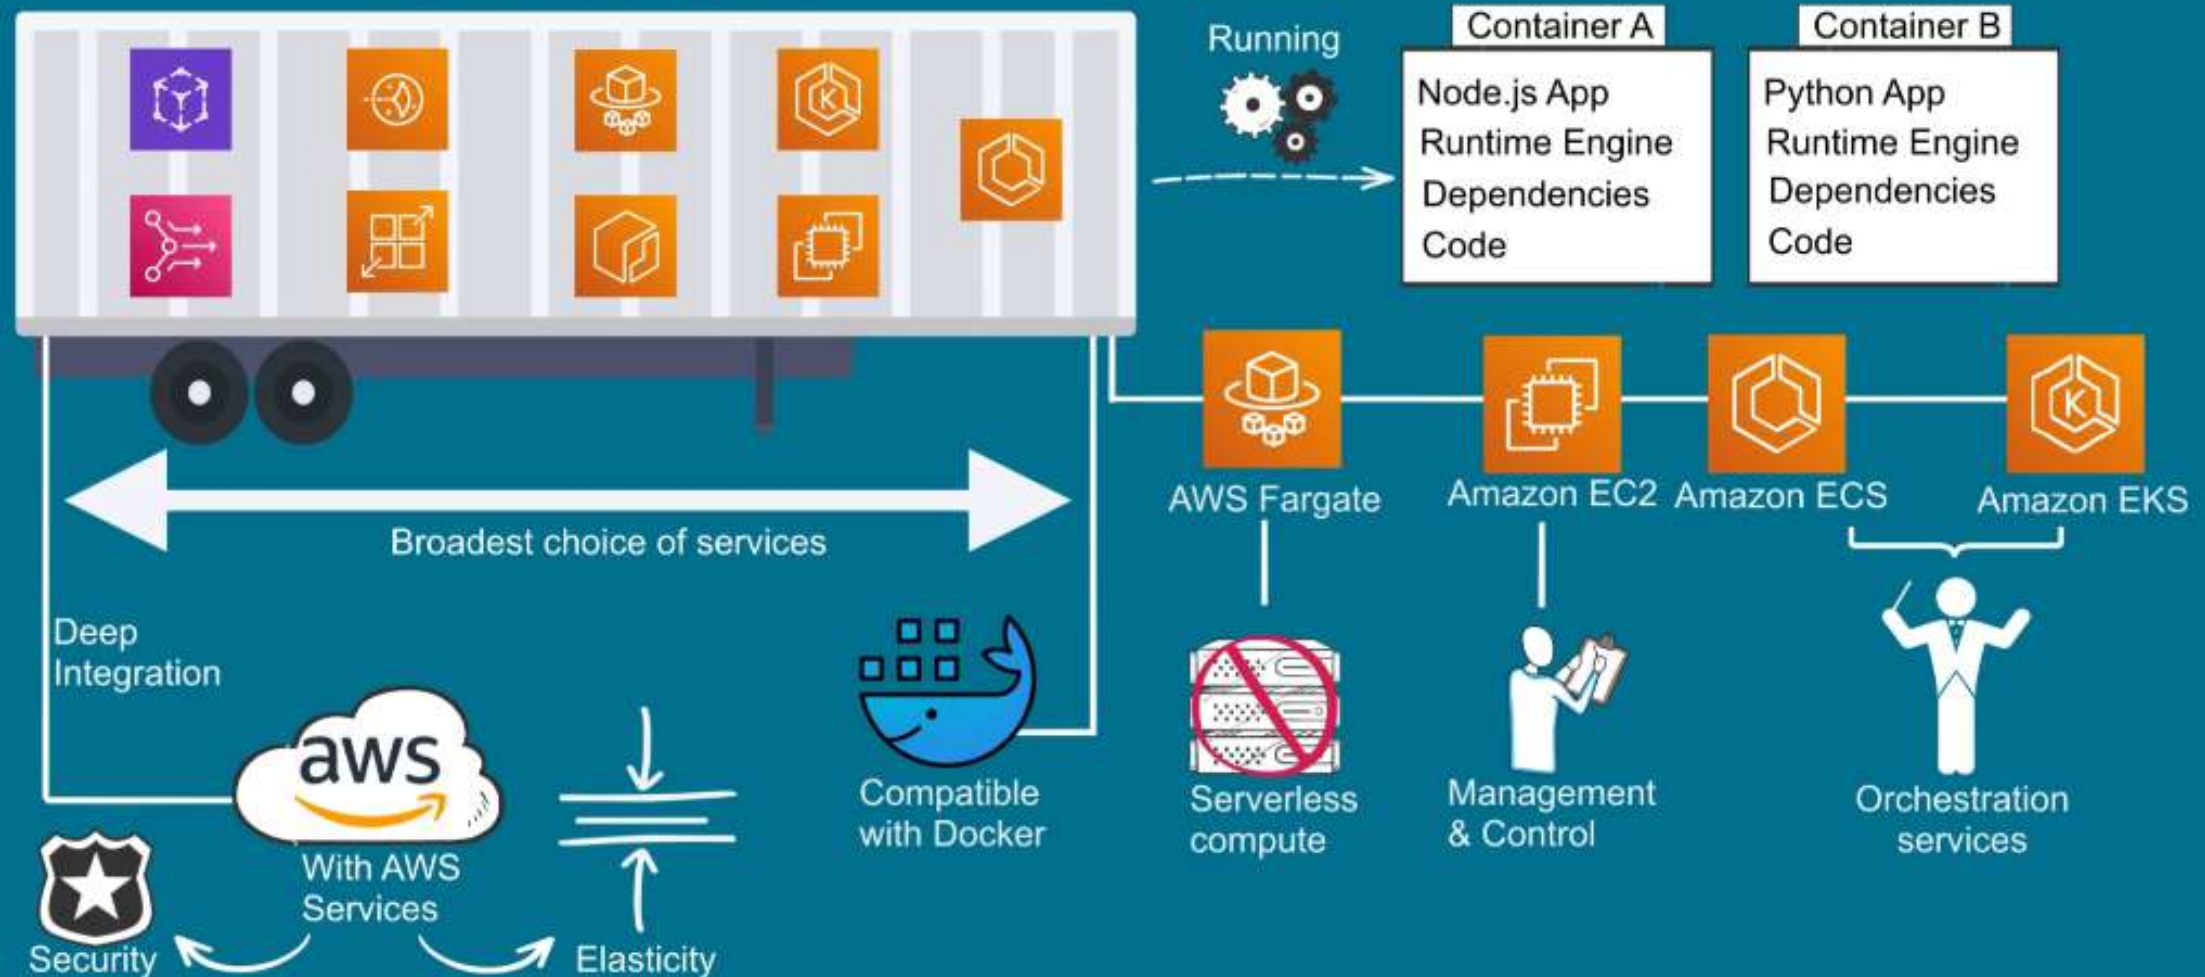 Running
Container A
Node.js App
Runtime Engine
Dependencies
Code
Container B
Python App
Runtime Engine
Dependencies
Code
K
K
AWS Fargate
Amazon EC2
Amazon ECS
Amazon EKS
Broadest choice of services
Deep
Integration
aws
With AWS
Services
Security
Elasticity
Compatible
with Docker
Serverless
compute
Management
& Control
Orchestration
services